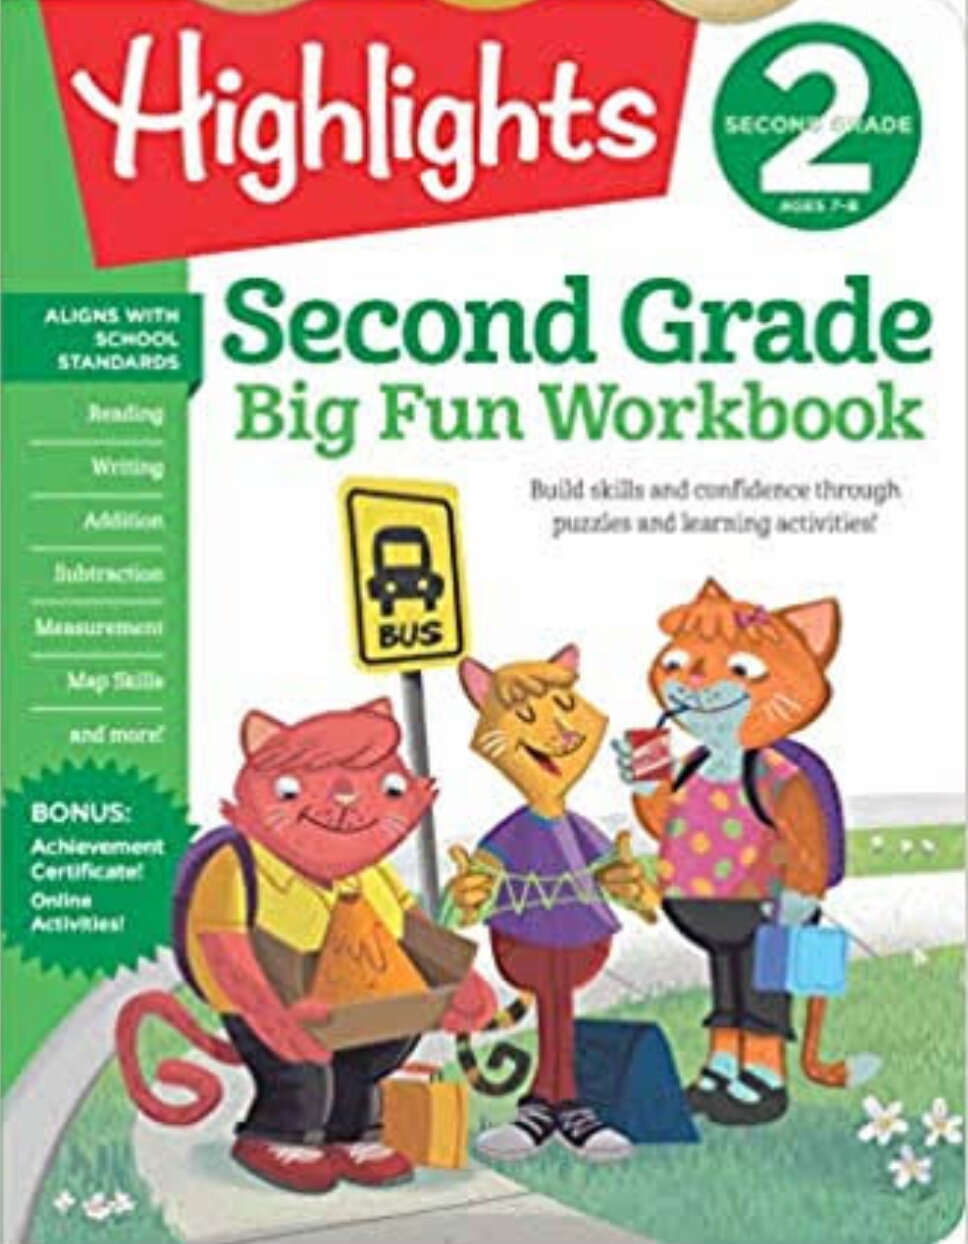 Highlights
2
SECOND GRADE
AGES 7–8
Second Grade
Big Fun Workbook
Build skills and confidence through
puzzles and learning activities!
ALIGNS WITH
SCHOOL
STANDARDS
Reading
Writing
Addition
Subtraction
Measurement
Map Skills
and more!
BUS
BONUS:
Achievement
Certificate!
Online
Activities!